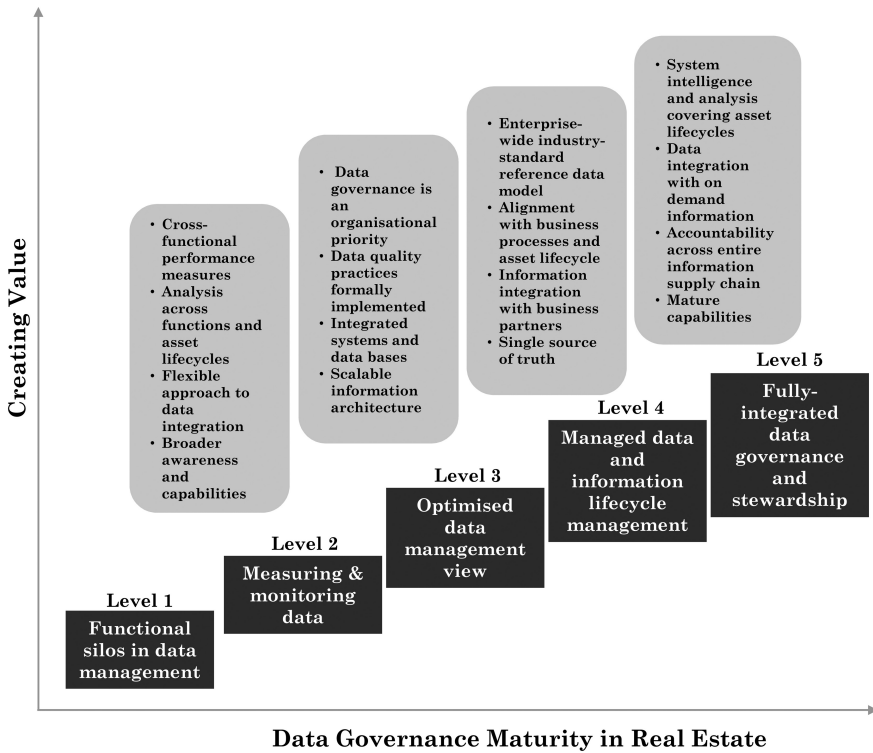 Creating Value
• Cross-
functional
performance
measures
• Analysis
across
functions and
asset
lifecycles
• Flexible
approach to
data
integration
• Broader
awareness and
capabilities
• Data
governance is
an
organisational
priority
• Data quality
practices
formally
implemented
• Integrated
systems and
data bases
• Scalable
information
architecture
• Enterprise-
wide industry-
standard
reference data
model
• Alignment
with business
processes and
asset lifecycle
• Information
integration
with business
partners
• Single source
of truth
• System
intelligence
and analysis
covering asset
lifecycles
• Data
integration
with on
demand
information
• Accountability
across entire
information
supply chain
• Mature
capabilities
Level 1
Functional
silos in data
management
Level 2
Measuring &
monitoring
data
Level 3
Optimised
data
management
view
Level 4
Managed data
and
information
lifecycle
management
Level 5
Fully-
integrated
data
governance
and
stewardship
Data Governance Maturity in Real Estate